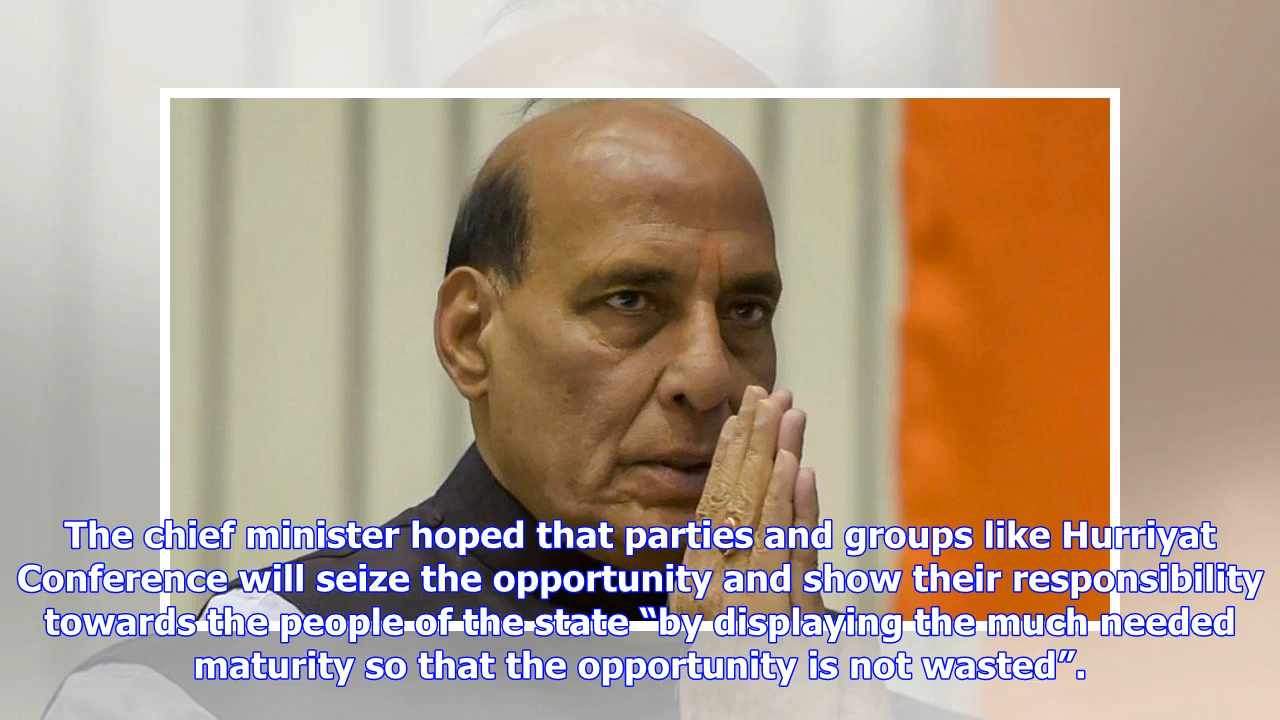 The chief minister hoped that parties and groups like Hurriyat
Conference will seize the opportunity and show their responsibility
towards the people of the state “by displaying the much needed
maturity so that the opportunity is not wasted”.